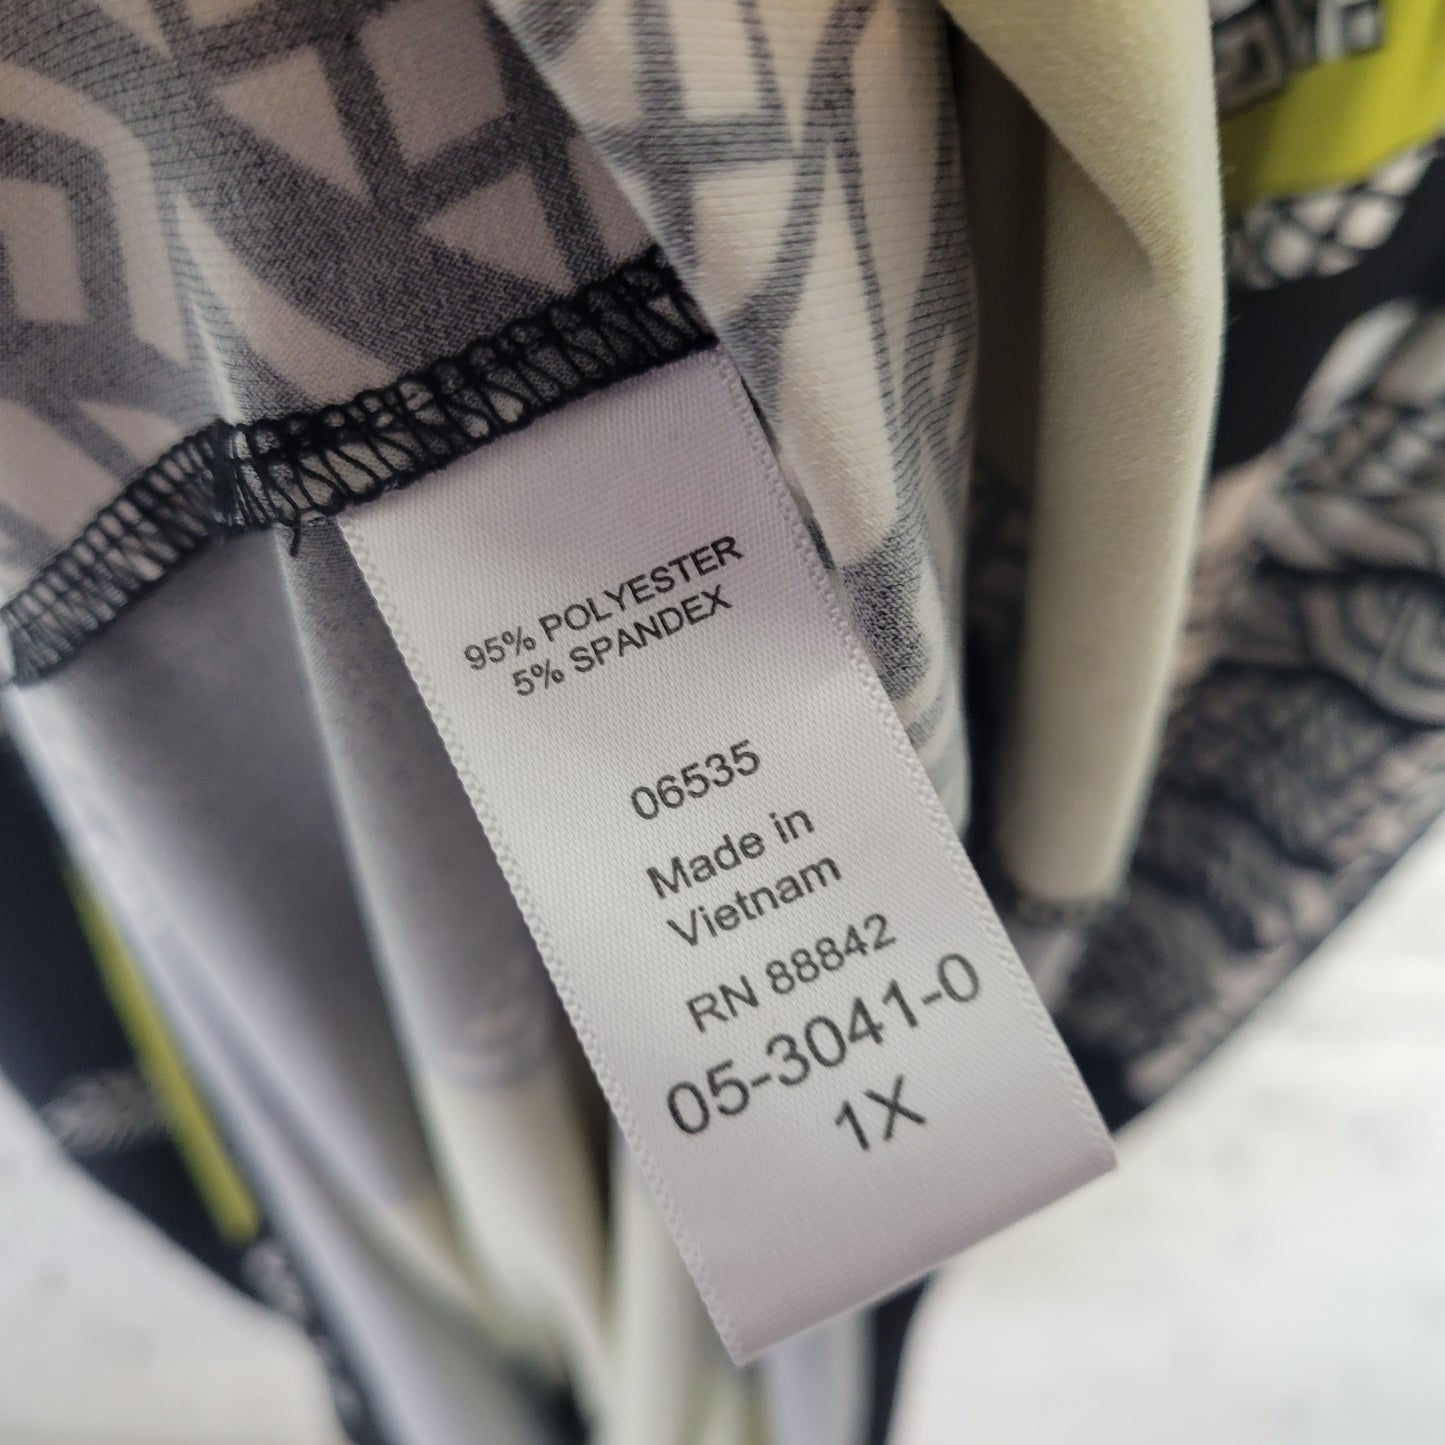 95% POLYESTER
5% SPANDEX
06535
Made in
Vietnam
RN 88842
05-3041-0
1X